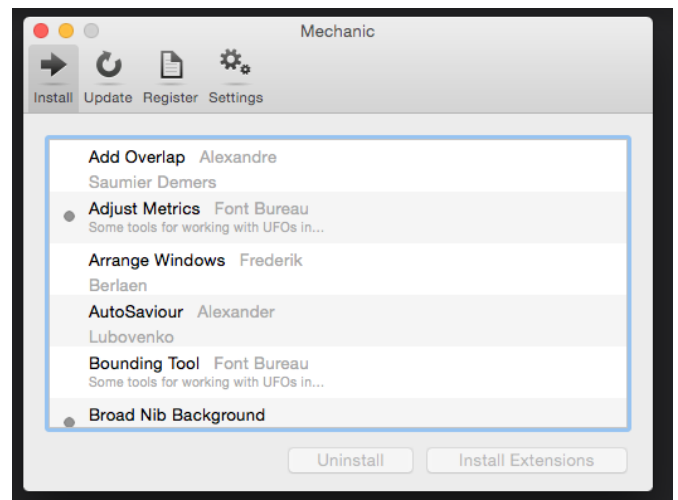 Mechanic
Install Update Register Settings
Add Overlap Alexandre
Saumier Demers
Adjust Metrics Font Bureau
Some tools for working with UFOs in...
Arrange Windows Frederik
Berlaen
AutoSaviour Alexander
Lubovenko
Bounding Tool Font Bureau
Some tools for working with UFOs in...
Broad Nib Background
Uninstall Install Extensions